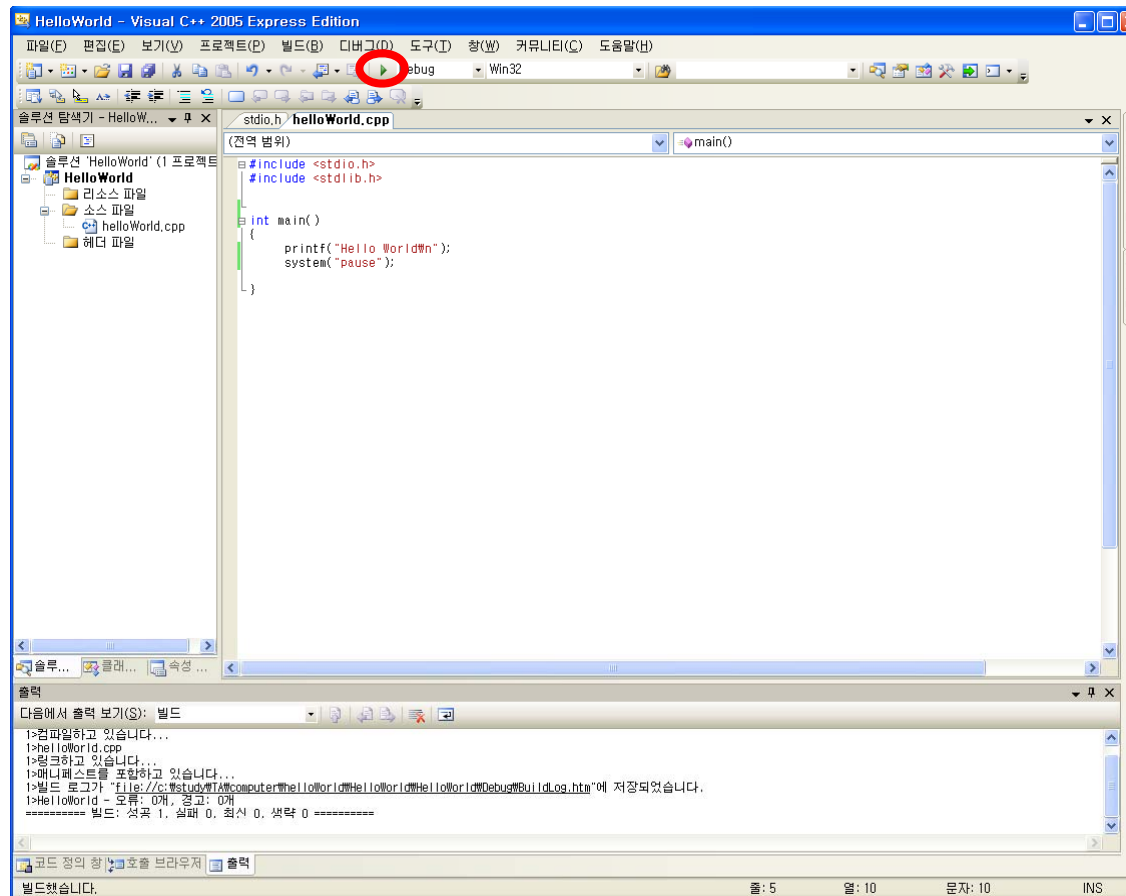 HelloWorld - Visual C++ 2005 Express Edition
파일(F) 편집(E) 보기(V) 프로젝트(P) 빌드(B) 디버그(D) 도구(T) 창(W) 커뮤니티(C) 도움말(H)
ebug Win32
솔루션 탐색기 - HelloW...
stdio.h helloWorld.cpp
(전역 범위) main()
솔루션 'HelloWorld' (1 프로젝트
HelloWorld
리소스 파일
소스 파일
helloWorld.cpp
헤더 파일
#include <stdio.h>
#include <stdlib.h>
int main()
{
printf("Hello World₩n");
system("pause");
}
솔루... 클래... 속성 ...
출력
다음에서 출력 보기(S): 빌드
1>컴파일하고 있습니다...
1>helloWorld.cpp
1>링크하고 있습니다...
1>매니페스트를 포함하고 있습니다...
1>빌드 로그가 "file://c:₩study₩TA₩computer₩helloWorld₩HelloWorld₩HelloWorld₩Debug₩BuildLog.htm"에 저장되었습니다.
1>HelloWorld - 오류: 0개, 경고: 0개
========== 빌드: 성공 1, 실패 0, 최신 0, 생략 0 ==========
코드 정의 창 호출 브라우저 출력
빌드했습니다. 줄: 5 열: 10 문자: 10 INS